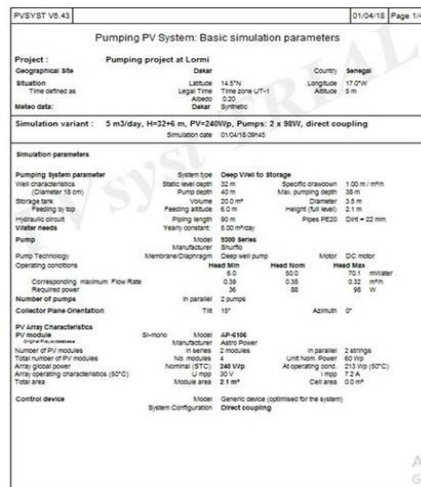 PVSYST V6.43 01/04/18 Page 1/4
Pumping PV System: Basic simulation parameters
Project : Pumping project at Lormi
Geographical Site Dakar Country Senegal
Situation Latitude 14.5°N Longitude 17.0°W
Time defined as Legal Time Time zone UT-1 Altitude 5 m
Albedo 0.20
Meteo data: Dakar Synthetic
Simulation variant : 5 m3/day, H=32+6 m, PV=240Wp, Pumps: 2 x 98W, direct coupling
Simulation date 01/04/18 09h45
Simulation parameters
Pumping System parameter System type Deep Well to Storage
Well characteristics Static level depth 32 m Specific drawdown 1.00 m / m³/h
(Diameter 18 cm) Pump depth 40 m Max. pumping depth 38 m
Storage tank Volume 20.0 m³ Diameter 3.5 m
Feeding by top Feeding altitude 6.0 m Height (full level) 2.1 m
Hydraulic circuit Piping length 90 m Pipes PE20 Dint = 22 mm
Water needs Yearly constant: 5.00 m³/day
Pump Model 9300 Series
Manufacturer Shurflo
Pump Technology Membrane/Diaphragm Deep well pump Motor DC motor
Operating conditions Head Min Head Nom Head Max
6.0 50.0 70.1 mWater
Corresponding maximum Flow Rate 0.39 0.35 0.32 m³/h
Required power 36 88 98 W
Number of pumps in parallel 2 pumps
Collector Plane Orientation Tilt 15° Azimuth 0°
PV Array Characteristics
PV module Si-mono Model AP-6106
Original PVsyst database Manufacturer Astro Power
Number of PV modules In series 2 modules In parallel 2 strings
Total number of PV modules Nb. modules 4 Unit Nom. Power 60 Wp
Array global power Nominal (STC) 240 Wp At operating cond. 213 Wp (50°C)
Array operating characteristics (50°C) U mpp 30 V I mpp 7.2 A
Total area Module area 2.1 m² Cell area 0.0 m²
Control device Model Generic device (optimised for the system)
System Configuration Direct coupling